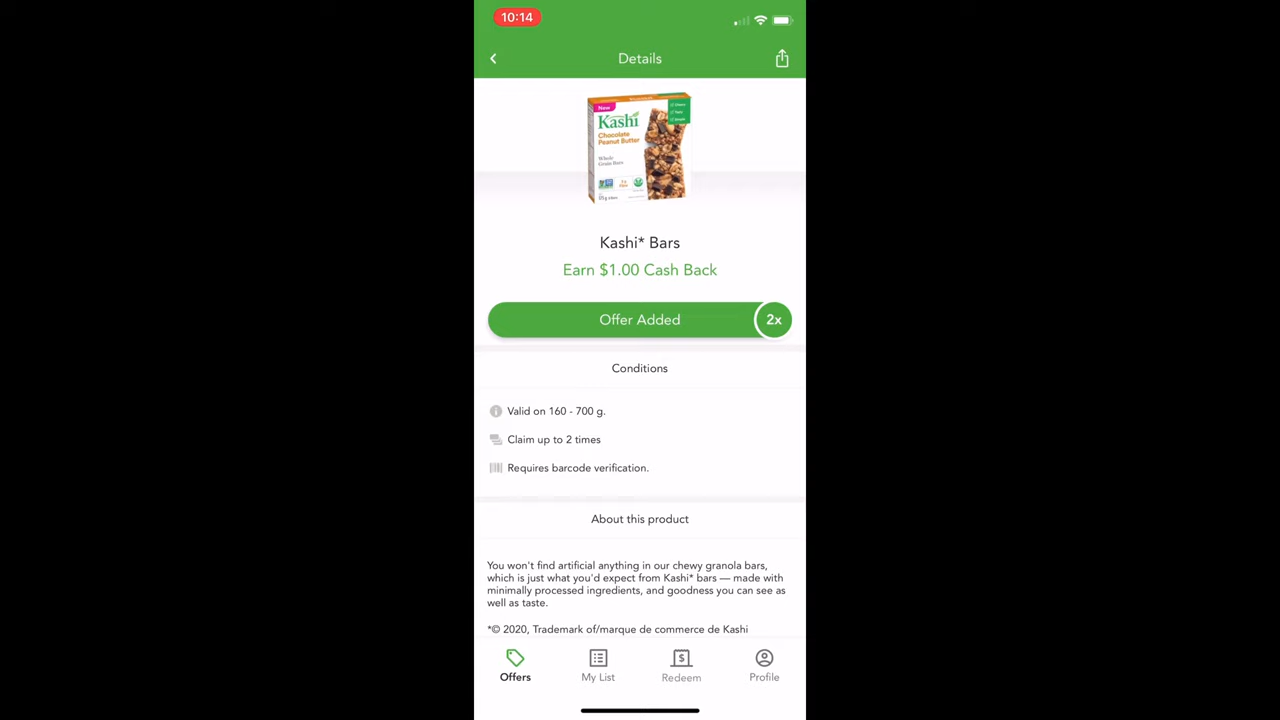 10:14
Details
New
Kashi
Chocolate
Peanut Butter
Whole
Grain Bars
Kashi* Bars
Earn $1.00 Cash Back
Offer Added
2x
Conditions
Valid on 160 - 700 g.
Claim up to 2 times
Requires barcode verification.
About this product
You won't find artificial anything in our chewy granola bars,
which is just what you'd expect from Kashi* bars — made with
minimally processed ingredients, and goodness you can see as
well as taste.
*© 2020, Trademark of/marque de commerce de Kashi
Offers
My List
Redeem
Profile